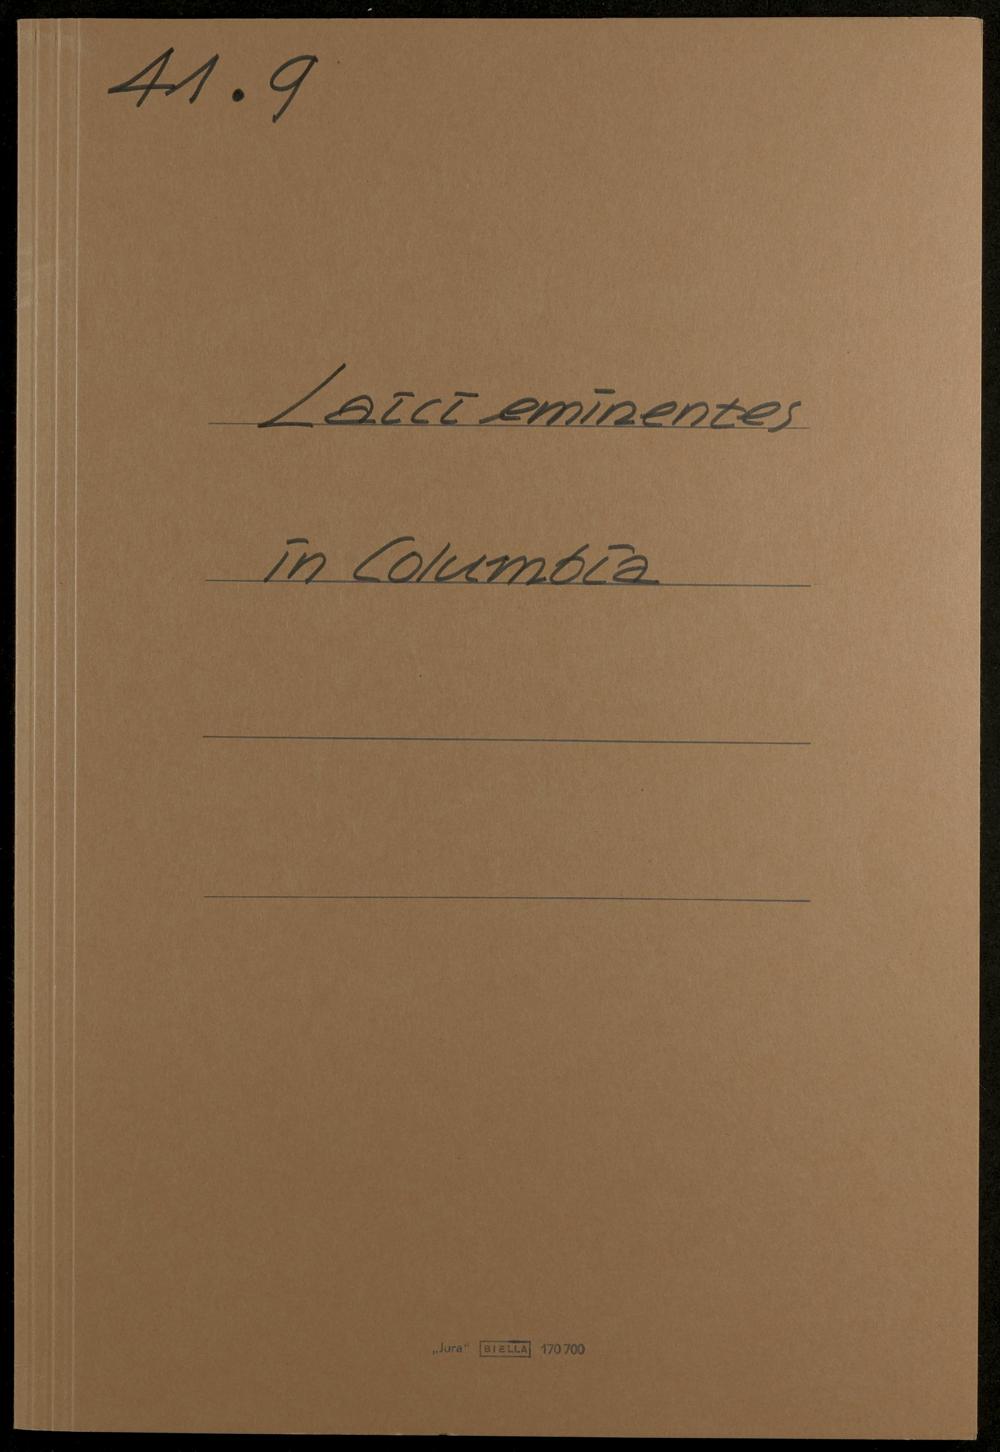 41.9
Laici eminentes
in Columbia
„Jura“ BIELLA 170 700